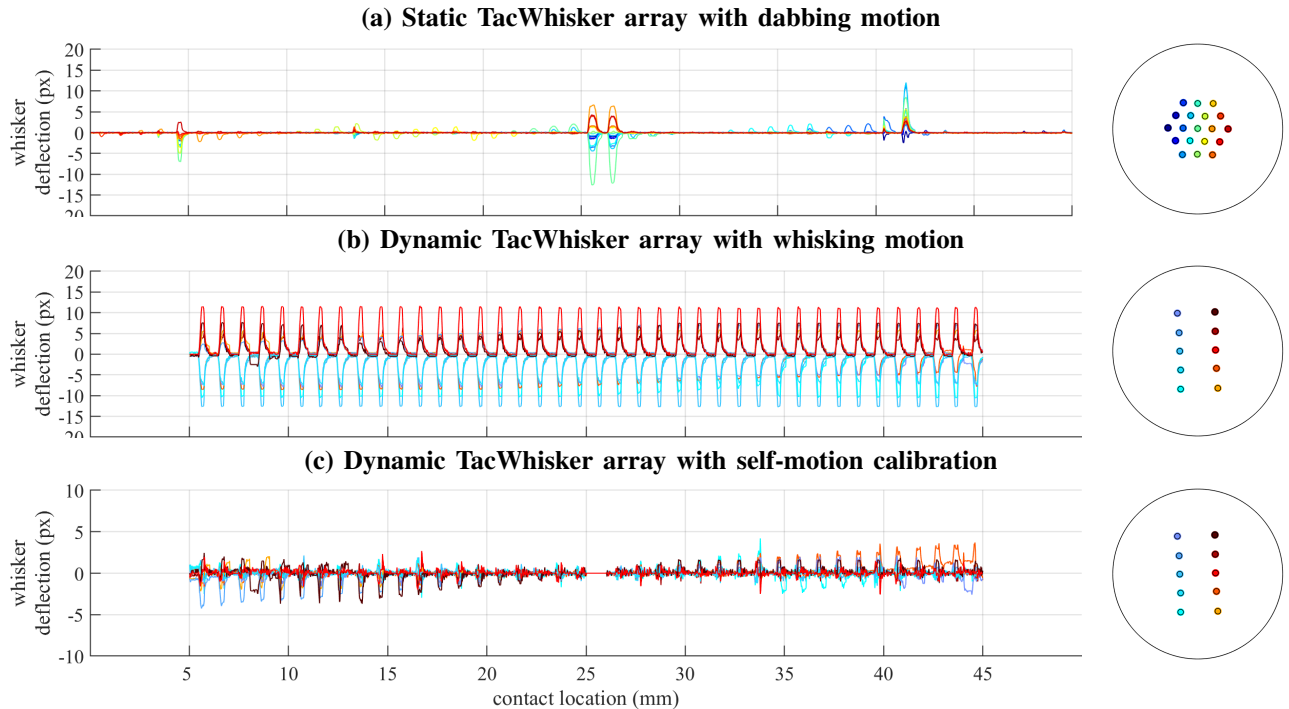 (a) Static TacWhisker array with dabbing motion
20
15
10
5
0
-5
-10
-15
20
whisker
deflection (px)
(b) Dynamic TacWhisker array with whisking motion
20
15
10
5
0
-5
-10
-15
20
whisker
deflection (px)
(c) Dynamic TacWhisker array with self-motion calibration
10
5
0
-5
-10
whisker
deflection (px)
5 10 15 20 25 30 35 40 45
contact location (mm)